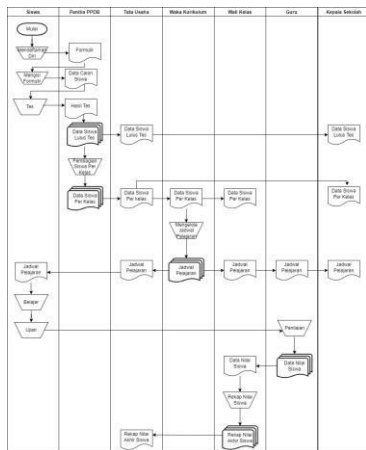 Siswa
Panitia PPDB
Tata Usaha
Waka Kurikulum
Wali Kelas
Guru
Kepala Sekolah
Mulai
Mendaftarkan
Diri
Formulir
Mengisi
Formulir
Data Calon
Siswa
Tes
Hasil Tes
Data Siswa
Lulus Tes
Data Siswa
Lulus Tes
Data Siswa
Lulus Tes
Pembagian
Siswa Per
Kelas
Data Siswa
Per Kelas
Data Siswa
Per kelas
Data Siswa
Per Kelas
Data Siswa
Per Kelas
Data Siswa
Per Kelas
Mengelola
Jadwal
Pelajaran
Jadwal
Pelajaran
Jadwal
Pelajaran
Jadwal
Pelajaran
Jadwal
Pelajaran
Jadwal
Pelajaran
Jadwal
Pelajaran
Belajar
Ujian
Penilaian
Data Nilai
Siswa
Data Nilai
Siswa
Rekap Nilai
Siswa
Rekap Nilai
Akhir Siswa
Rekap Nilai
Akhir Siswa